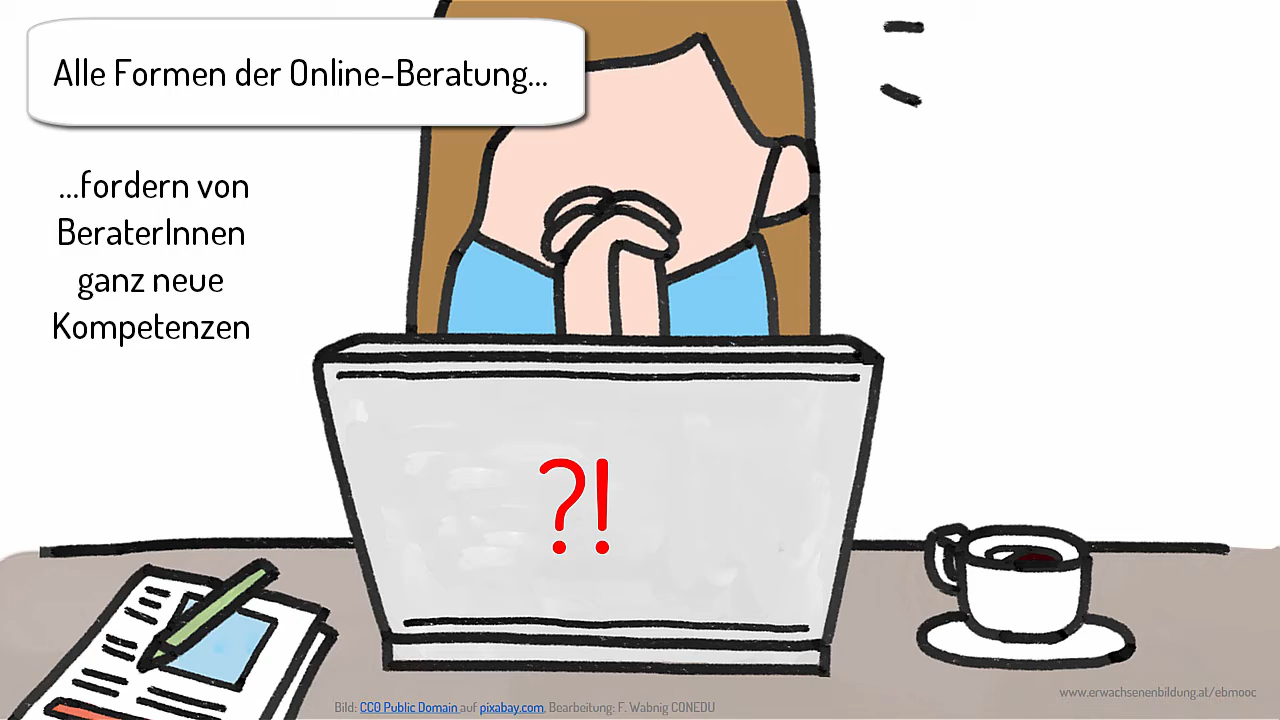 Alle Formen der Online-Beratung...
...fordern von
BeraterInnen
ganz neue
Kompetenzen
?!
www.erwachsenenbildung.at/ebmooc
Bild: CC0 Public Domain auf pixabay.com. Bearbeitung: F. Wabnig CONEDU